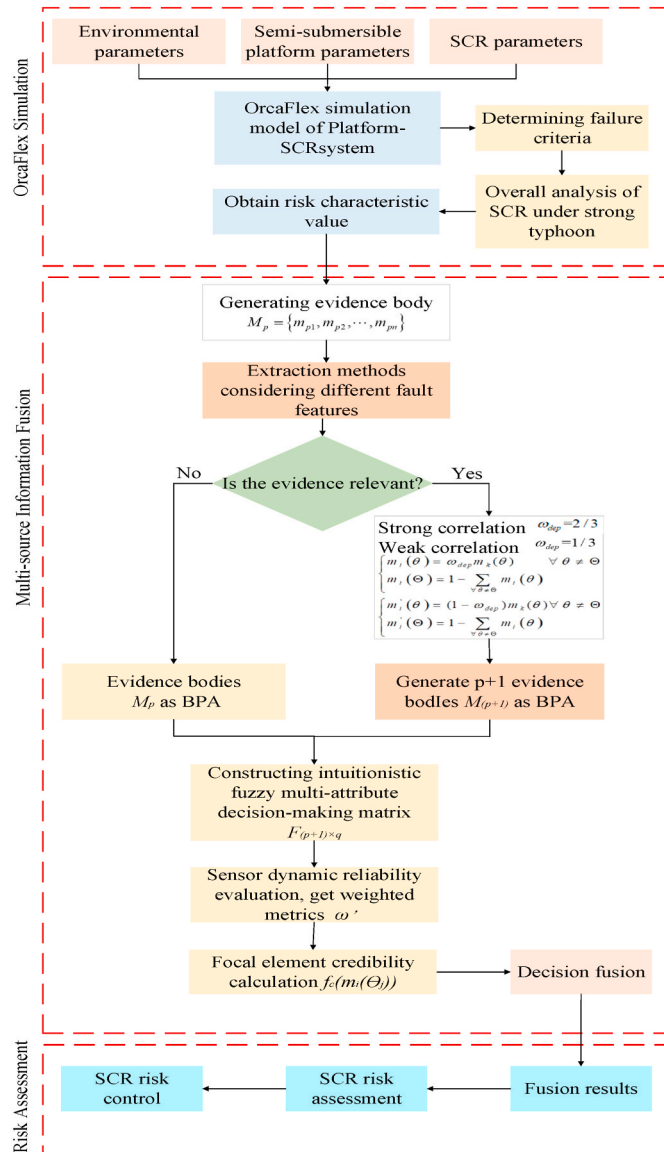 OrcaFlex Simulation
Environmental
parameters
Semi-submersible
platform parameters
SCR parameters
OrcaFlex simulation
model of Platform-
SCRsystem
Determining failure
criteria
Obtain risk characteristic
value
Overall analysis of
SCR under strong
typhoon
Multi-source Information Fusion
Generating evidence body
M_p = {m_p1, m_p2, ⋯, m_pn}
Extraction methods
considering different fault
features
Is the evidence relevant?
No
Yes
Strong correlation ω_dep=2/3
Weak correlation ω_dep=1/3
m_i(θ) = ω_dep m_k(θ) ∀ θ ≠ Θ
m_i(Θ) = 1 − ∑_∀θ≠Θ m_i(θ)
m_i'(θ) = (1 − ω_dep)m_k(θ)∀ θ ≠ Θ
m_i'(Θ) = 1 − ∑_∀θ≠Θ m_i(θ)
Evidence bodies
M_p as BPA
Generate p+1 evidence
bodIes M_(p+1) as BPA
Constructing intuitionistic
fuzzy multi-attribute
decision-making matrix
F_(p+1)×q
Sensor dynamic reliability
evaluation, get weighted
metrics ω'
Focal element credibility
calculation f_c(m_i(Θ_j))
Decision fusion
Risk Assessment
SCR risk
control
SCR risk
assessment
Fusion results